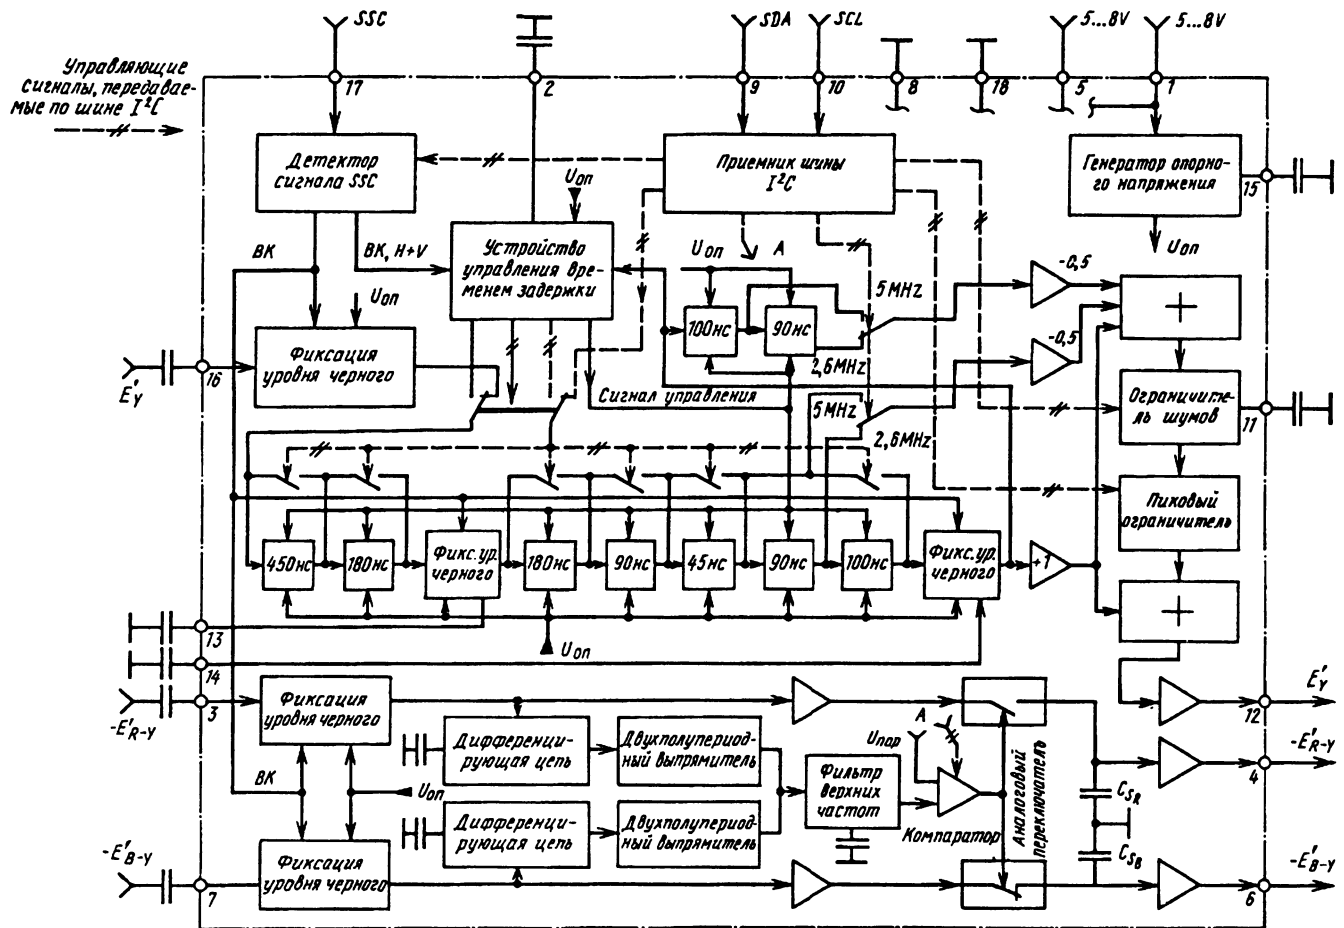 SSC
SDA
SCL
5...8V
5...8V
Управляющие
сигналы, передавае-
мые по шине I²C
17
2
9
10
8
18
5
1
Детектор
сигнала SSC
Приемник шины
I²C
Генератор опорно-
го напряжения
15
Uоп
ВК
ВК, H+V
Uоп
Устройство
управления вре-
менем задержки
Uоп
A
Uоп
5MHz
-0,5
100нс
90нс
+
Фиксация
уровня черного
16
E'Y
2,6MHz
-0,5
Сигнал управления
5MHz
2,6MHz
Ограничите-
ль шумов
11
Пиковый
ограничитель
450нс
180нс
Фикс.ур.
черного
180нс
90нс
45нс
90нс
100нс
Фикс.ур.
черного
+1
+
13
Uоп
14
3
-E'R-Y
Фиксация
уровня черного
12
E'Y
Дифференци-
рующая цепь
Двухполупериод-
ный выпрямитель
A
Uпор
Фильтр
верхних
частот
Аналоговый
переключатель
CSR
4
-E'R-Y
ВК
Uоп
Дифференци-
рующая цепь
Двухполупериод-
ный выпрямитель
Компаратор
CSB
-E'B-Y
7
Фиксация
уровня черного
6
-E'B-Y